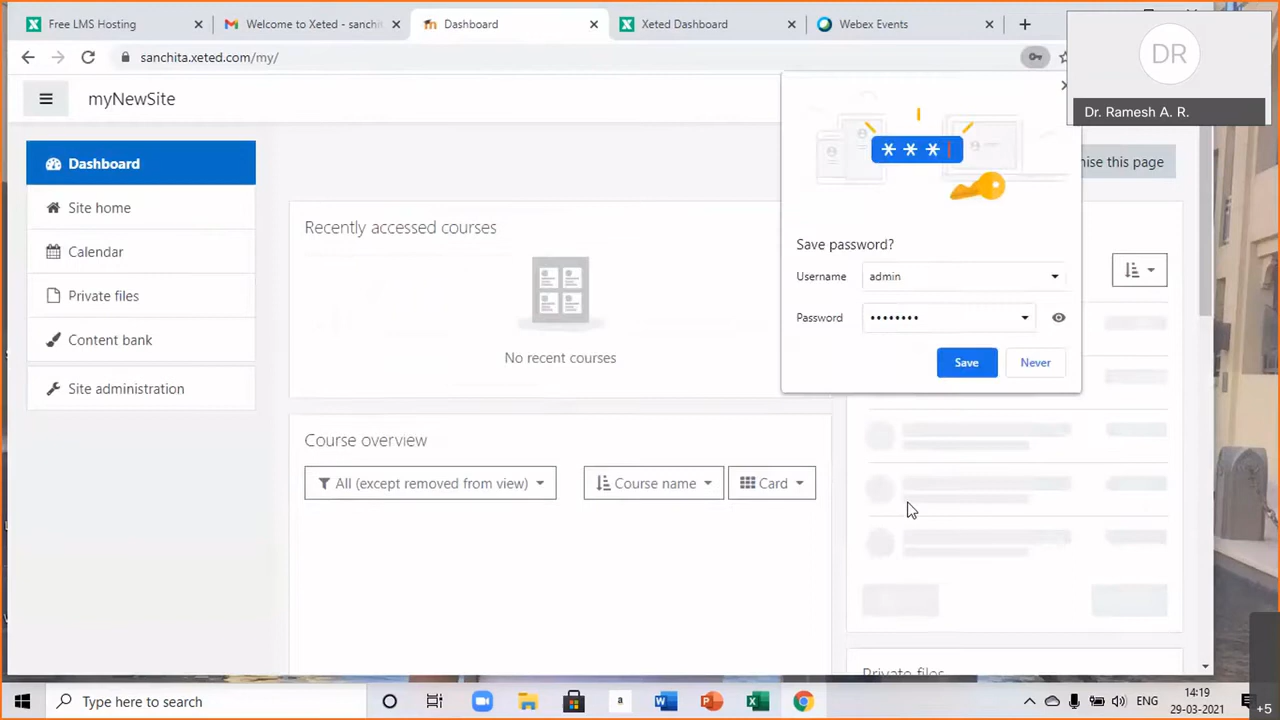 Free LMS Hosting
Welcome to Xeted - sanchit
Dashboard
Xeted Dashboard
Webex Events
sanchita.xeted.com/my/
DR
Dr. Ramesh A. R.
myNewSite
Dashboard
Site home
Calendar
Private files
Content bank
Site administration
Recently accessed courses
No recent courses
Course overview
All (except removed from view)
Course name
Card
***
Save password?
Username
admin
Password
••••••••
Save
Never
this page
Private files
Type here to search
a
ENG
14:19
29-03-2021
+5